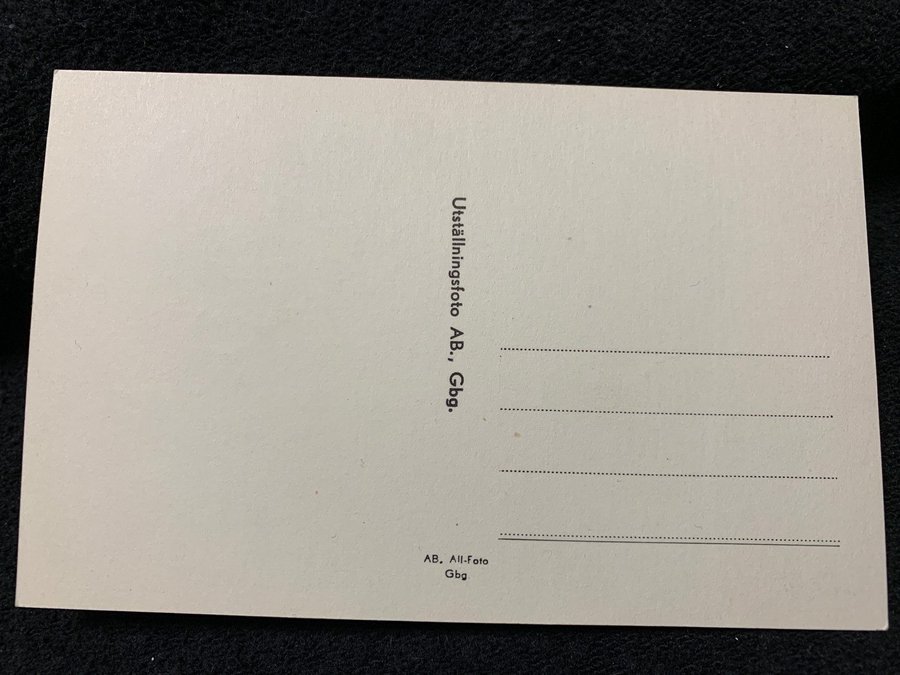 Utställningsfoto AB., Gbg.
AB. All-Foto
Gbg